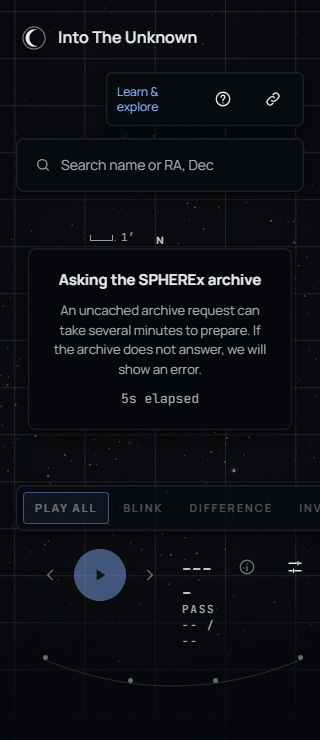 Into The Unknown
Learn &
explore
Search name or RA, Dec
1′
N
Asking the SPHEREx archive
An uncached archive request can
take several minutes to prepare. If
the archive does not answer, we will
show an error.
5s elapsed
PLAY ALL BLINK DIFFERENCE INV
---
-
PASS
-- /
--